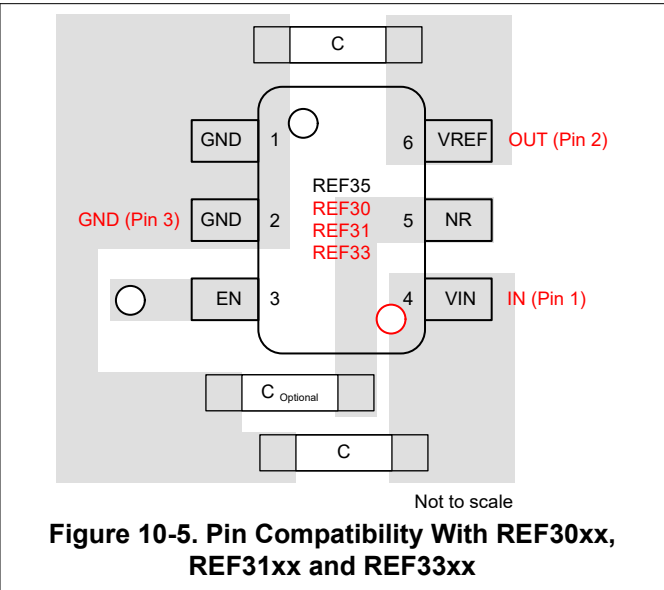 C
GND 1 6 VREF OUT (Pin 2)
REF35
GND (Pin 3) GND 2 REF30 5 NR
REF31
REF33
EN 3 4 VIN IN (Pin 1)
C Optional
C
Not to scale
Figure 10-5. Pin Compatibility With REF30xx,
REF31xx and REF33xx